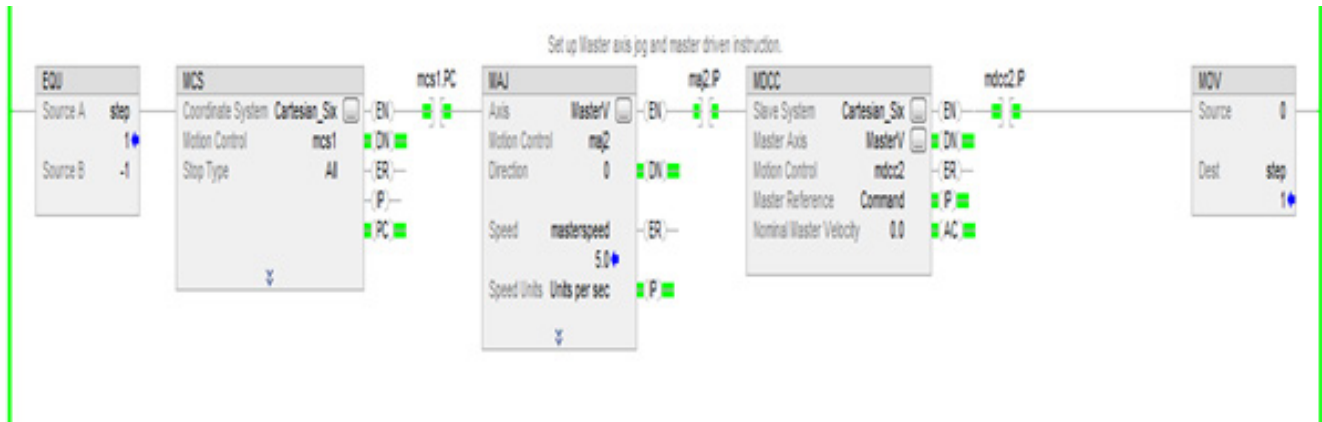 Set up Master axis jog and master driven instruction.
EQU
Source A step
1
Source B -1
MCS
Coordinate System Cartesian_Six ...
Motion Control mcs1
Stop Type All
(EN)
(DN)
(ER)
(IP)
(PC)
mcs1.PC
MAJ
Axis MasterV ...
Motion Control maj2
Direction 0
Speed masterspeed
5.0
Speed Units Units per sec
(EN)
(DN)
(ER)
(IP)
maj2.IP
MDCC
Slave System Cartesian_Six ...
Master Axis MasterV ...
Motion Control mdcc2
Master Reference Command
Nominal Master Velocity 0.0
(EN)
(DN)
(ER)
(IP)
(AC)
mdcc2.IP
MOV
Source 0
Dest step
1